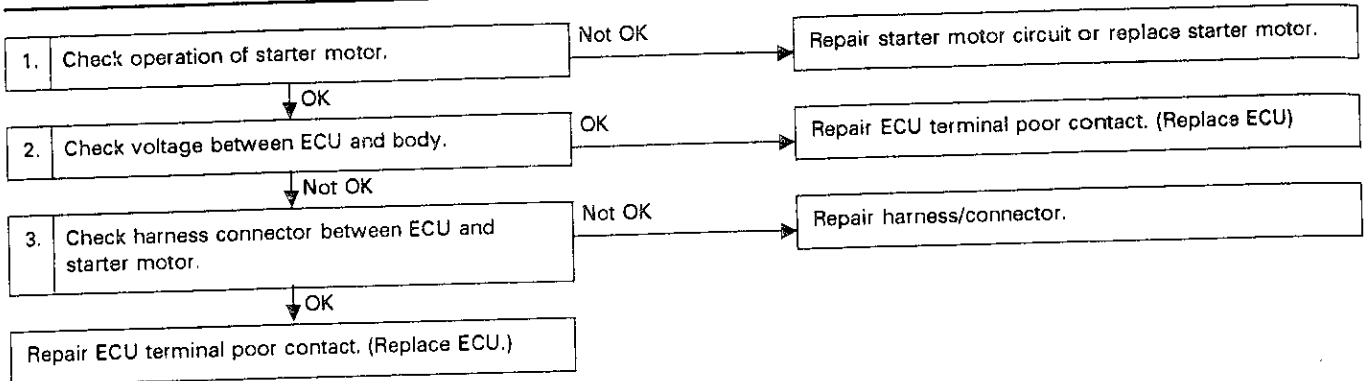 1. Check operation of starter motor.
Not OK
Repair starter motor circuit or replace starter motor.
OK
2. Check voltage between ECU and body.
OK
Repair ECU terminal poor contact. (Replace ECU)
Not OK
3. Check harness connector between ECU and
starter motor.
Not OK
Repair harness/connector.
OK
Repair ECU terminal poor contact. (Replace ECU.)